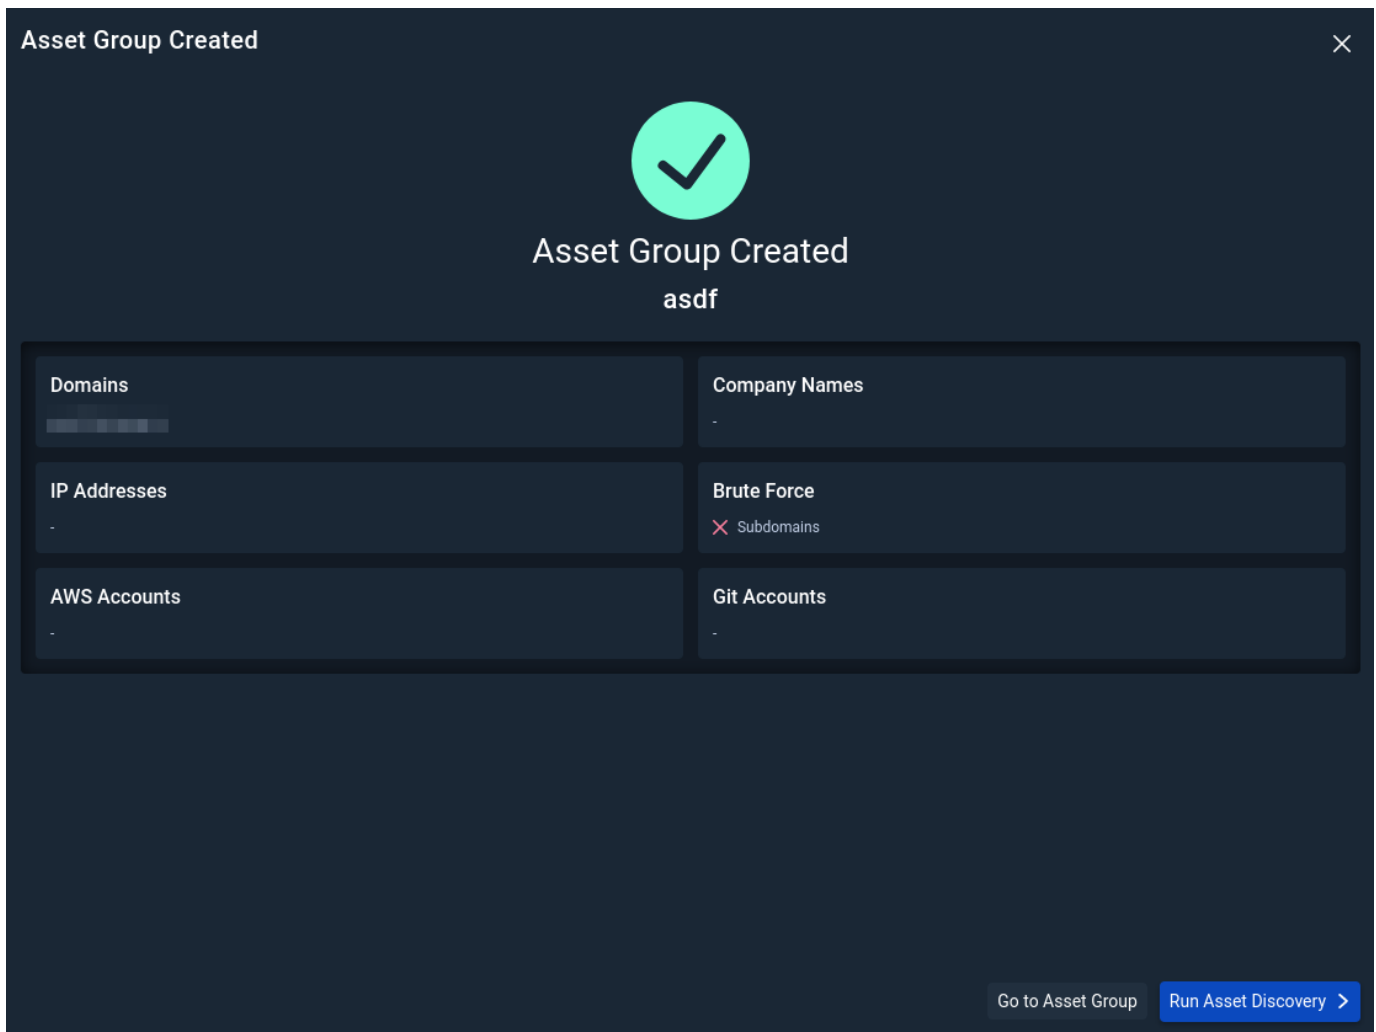 Asset Group Created
Asset Group Created
asdf
Domains
Company Names
-
IP Addresses
-
Brute Force
Subdomains
AWS Accounts
-
Git Accounts
-
Go to Asset Group
Run Asset Discovery